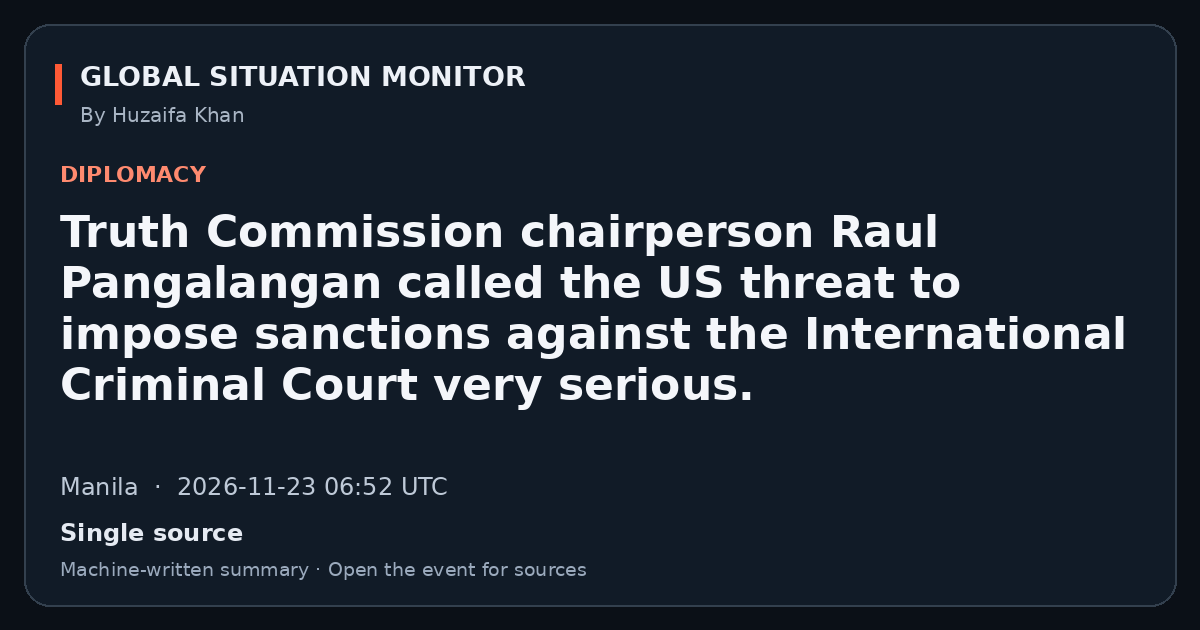 GLOBAL SITUATION MONITOR
By Huzaifa Khan
DIPLOMACY
Truth Commission chairperson Raul
Pangalangan called the US threat to
impose sanctions against the International
Criminal Court very serious.
Manila · 2026-11-23 06:52 UTC
Single source
Machine-written summary · Open the event for sources